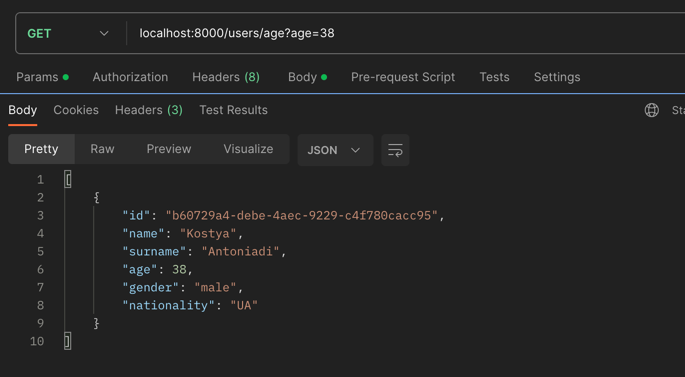 GET localhost:8000/users/age?age=38
Params Authorization Headers (8) Body Pre-request Script Tests Settings
Body Cookies Headers (3) Test Results Sta
Pretty Raw Preview Visualize JSON
1 [
2 {
3 "id": "b60729a4-debe-4aec-9229-c4f780cacc95",
4 "name": "Kostya",
5 "surname": "Antoniadi",
6 "age": 38,
7 "gender": "male",
8 "nationality": "UA"
9 }
10 ]